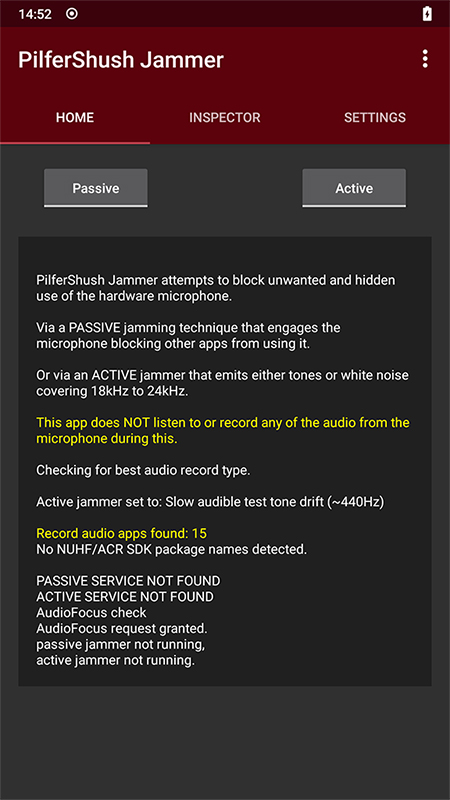 14:52
PilferShush Jammer
HOME
INSPECTOR
SETTINGS
Passive
Active
PilferShush Jammer attempts to block unwanted and hidden
use of the hardware microphone.
Via a PASSIVE jamming technique that engages the
microphone blocking other apps from using it.
Or via an ACTIVE jammer that emits either tones or white noise
covering 18kHz to 24kHz.
This app does NOT listen to or record any of the audio from the
microphone during this.
Checking for best audio record type.
Active jammer set to: Slow audible test tone drift (~440Hz)
Record audio apps found: 15
No NUHF/ACR SDK package names detected.
PASSIVE SERVICE NOT FOUND
ACTIVE SERVICE NOT FOUND
AudioFocus check
AudioFocus request granted.
passive jammer not running,
active jammer not running.